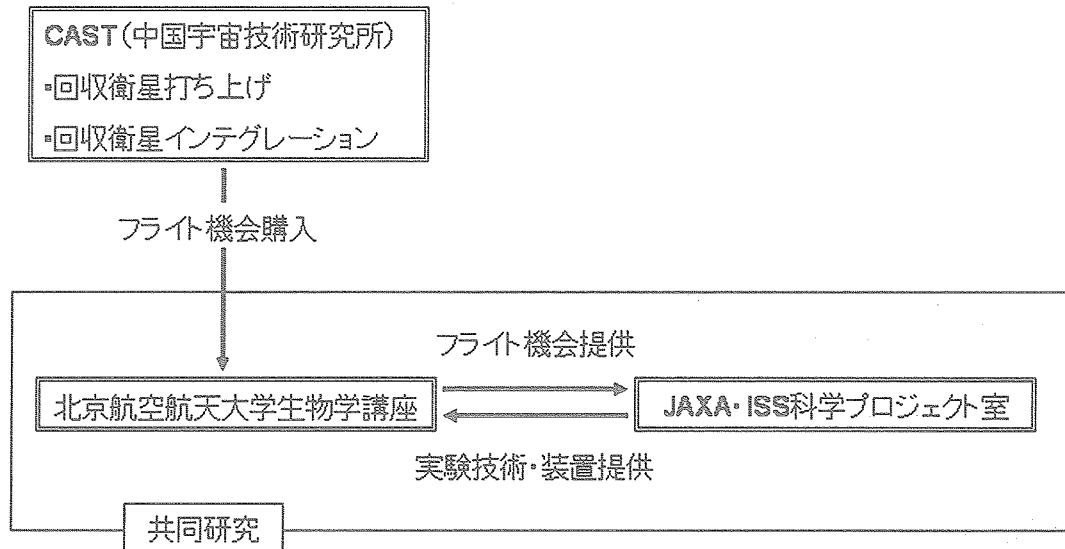 CAST(中国宇宙技術研究所)
・回収衛星打ち上げ
・回収衛星インテグレーション
フライト機会購入
フライト機会提供
北京航空航天大学生物学講座
JAXA・ISS科学プロジェクト室
実験技術・装置提供
共同研究